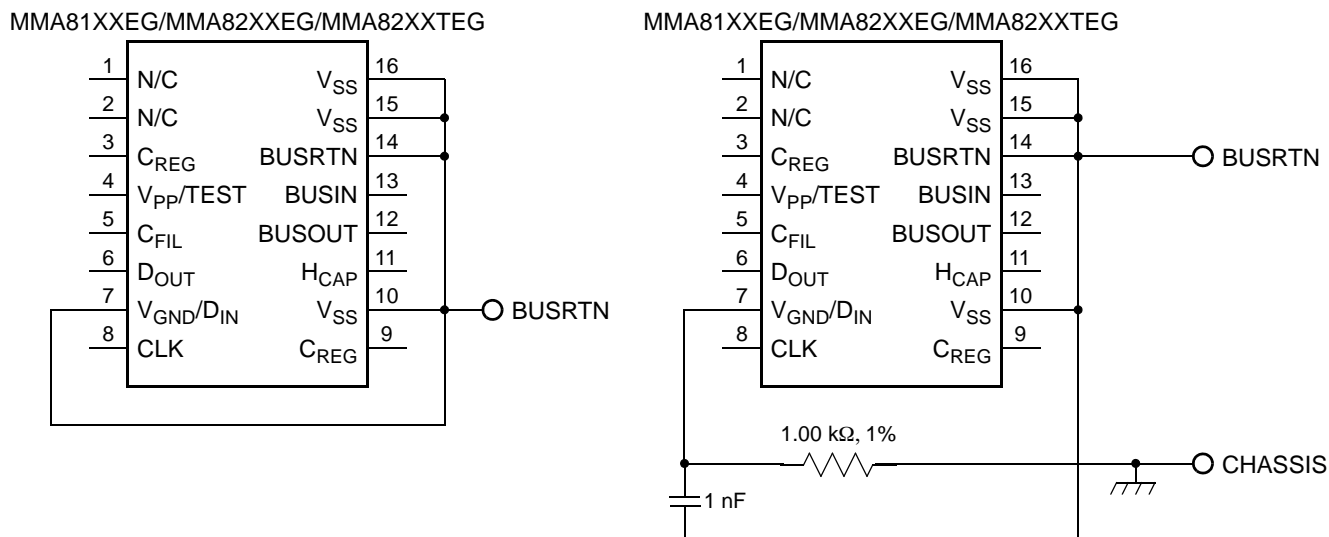 MMA81XXEG/MMA82XXEG/MMA82XXTEG
1 N/C VSS 16
2 N/C VSS 15
3 CREG BUSRTN 14
4 VPP/TEST BUSIN 13
5 CFIL BUSOUT 12
6 DOUT HCAP 11
7 VGND/DIN VSS 10
8 CLK CREG 9
BUSRTN
MMA81XXEG/MMA82XXEG/MMA82XXTEG
1 N/C VSS 16
2 N/C VSS 15
3 CREG BUSRTN 14
4 VPP/TEST BUSIN 13
5 CFIL BUSOUT 12
6 DOUT HCAP 11
7 VGND/DIN VSS 10
8 CLK CREG 9
BUSRTN
1.00 kΩ, 1%
CHASSIS
1 nF